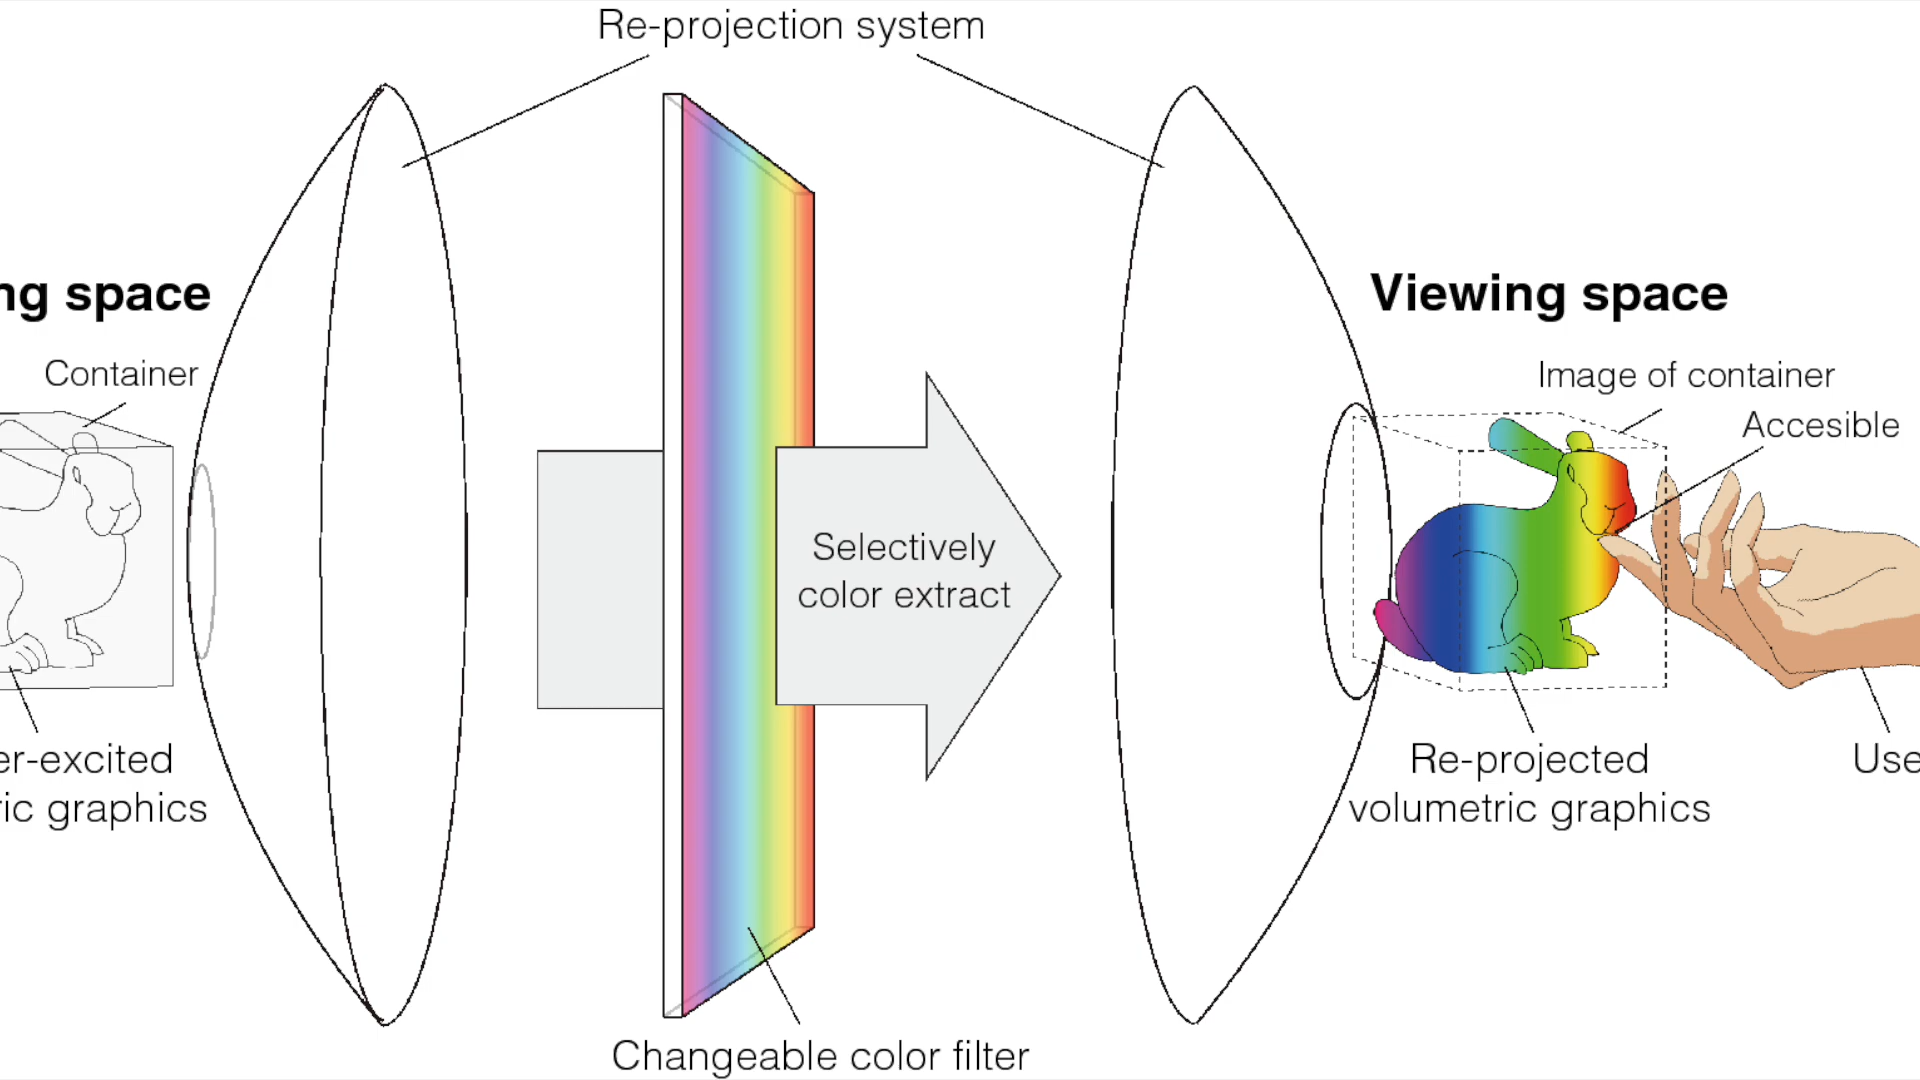 Re-projection system
ng space
Viewing space
Container
Image of container
Accesible
Selectively
color extract
er-excited
ric graphics
Re-projected
volumetric graphics
Use
Changeable color filter